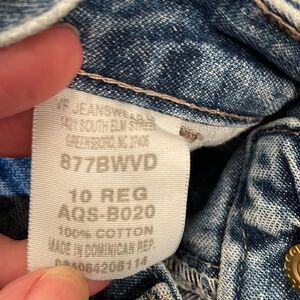 VF JEANSWEAR
1421 SOUTH ELM STREET
GREENSBORO, NC 27406
877BWVD
10 REG
AQS-B020
100% COTTON
MADE IN DOMINICAN REP.
084084206114